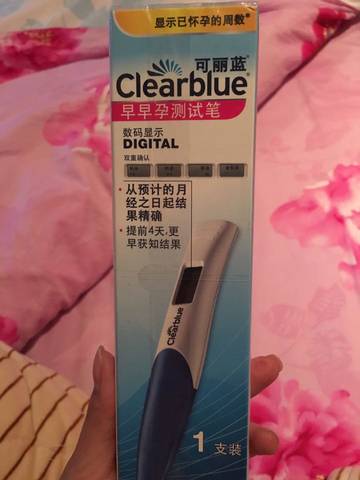 显示已怀孕的周数*
可丽蓝®
Clearblue
早早孕测试笔
数码显示
DIGITAL
双重确认
• 从预计的月
经之日起结
果精确
• 提前4天,更
早获知结果
Clearblue
1 支装